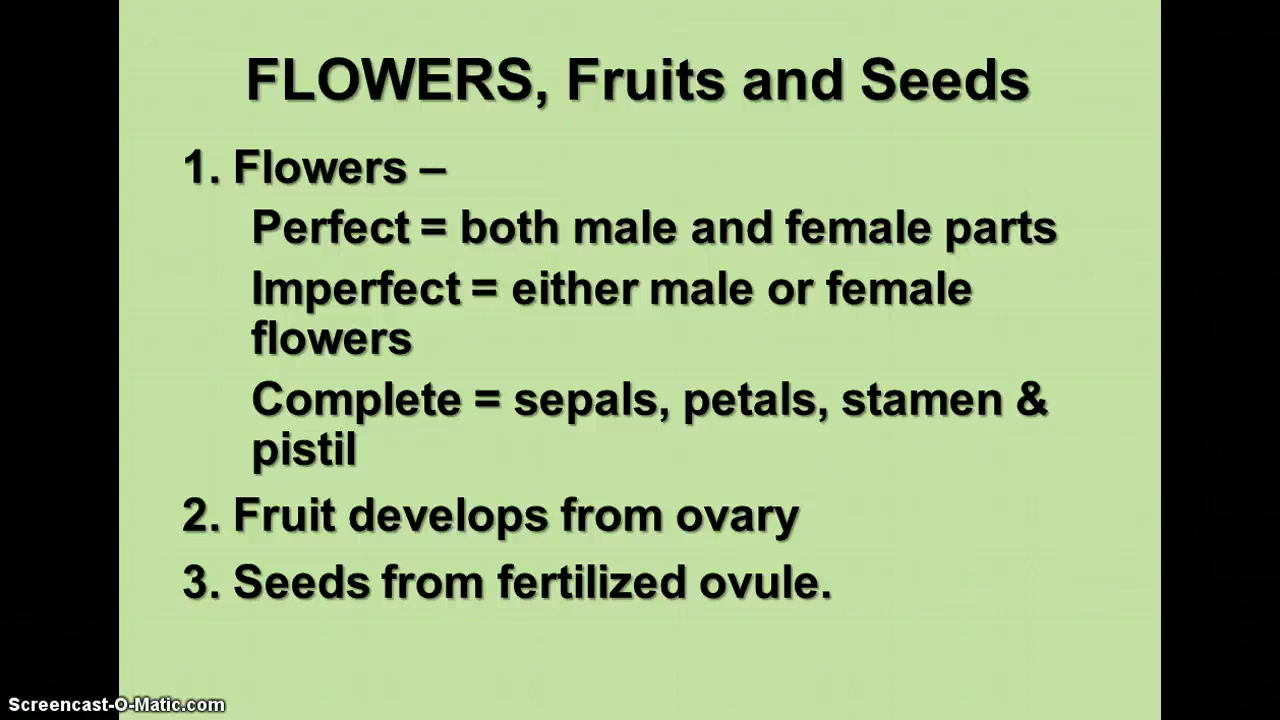 FLOWERS, Fruits and Seeds
1. Flowers –
Perfect = both male and female parts
Imperfect = either male or female
flowers
Complete = sepals, petals, stamen &
pistil
2. Fruit develops from ovary
3. Seeds from fertilized ovule.
Screencast-O-Matic.com